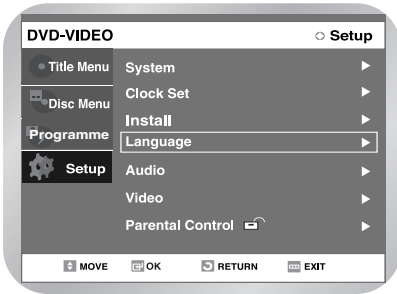 DVD-VIDEO Setup
Title Menu
Disc Menu
Programme
Setup
System
Clock Set
Install
Language
Audio
Video
Parental Control
MOVE OK RETURN EXIT